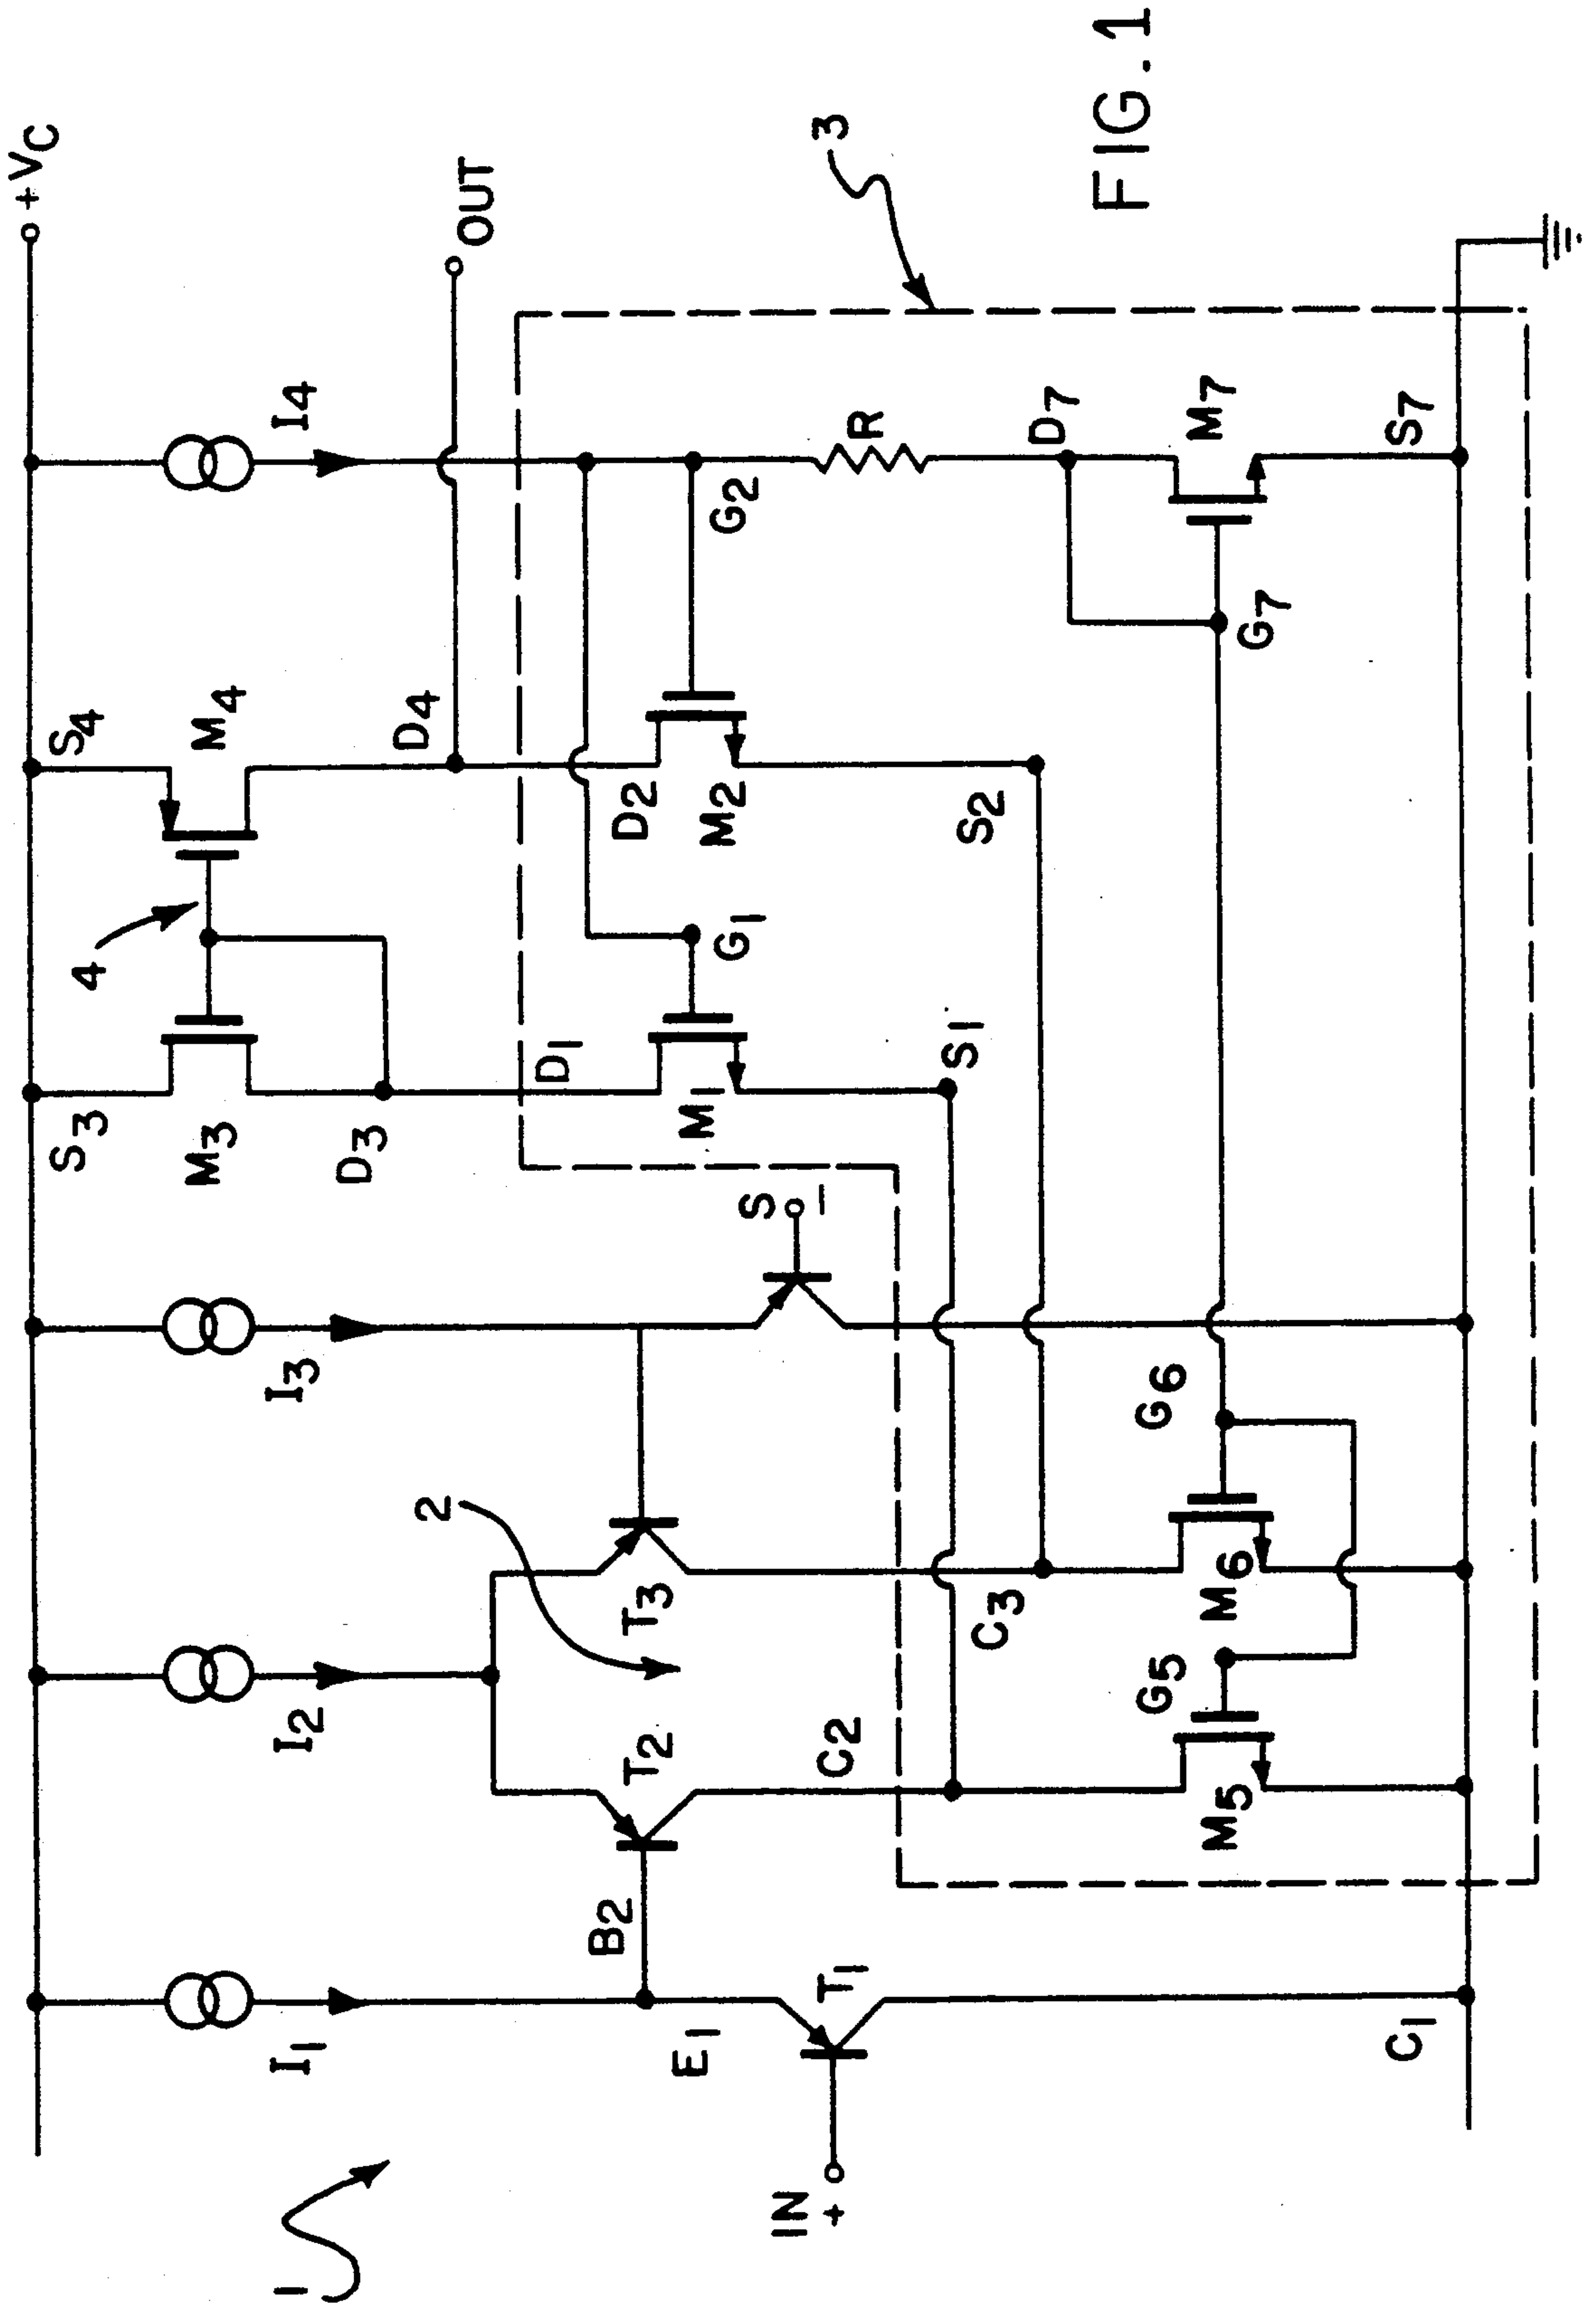 +VC
OUT
3
FIG. 1
I4
R
D7
M7
S7
G2
G7
S4
M4
D4
D2
M2
S2
4
G1
S3
M3
D3
D1
M1
S1
S
−
I3
G6
2
T3
C3
M6
I2
T2
C2
G5
M5
B2
I1
E1
T1
C1
IN
+
1